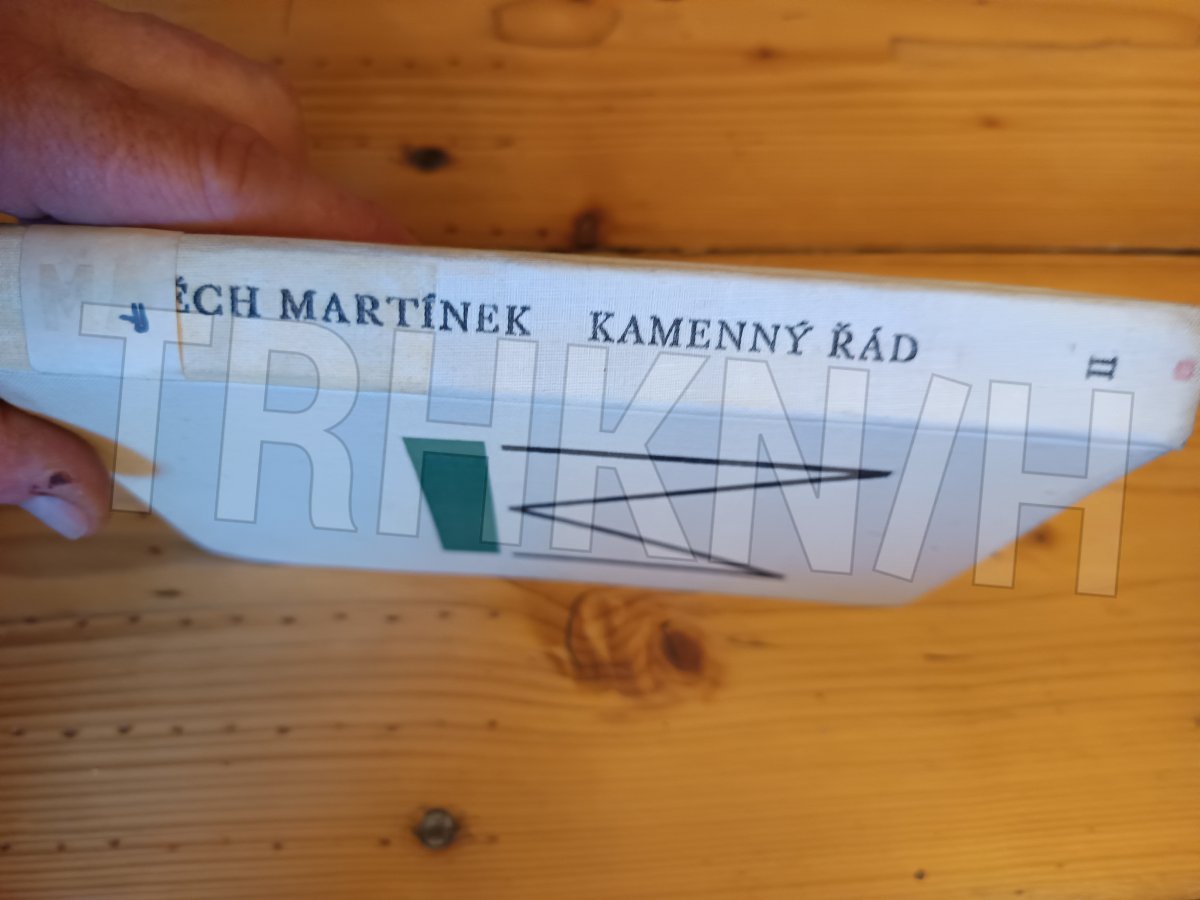 M
ĚCH MARTÍNEK KAMENNÝ ŘÁD II
TRHKNIH